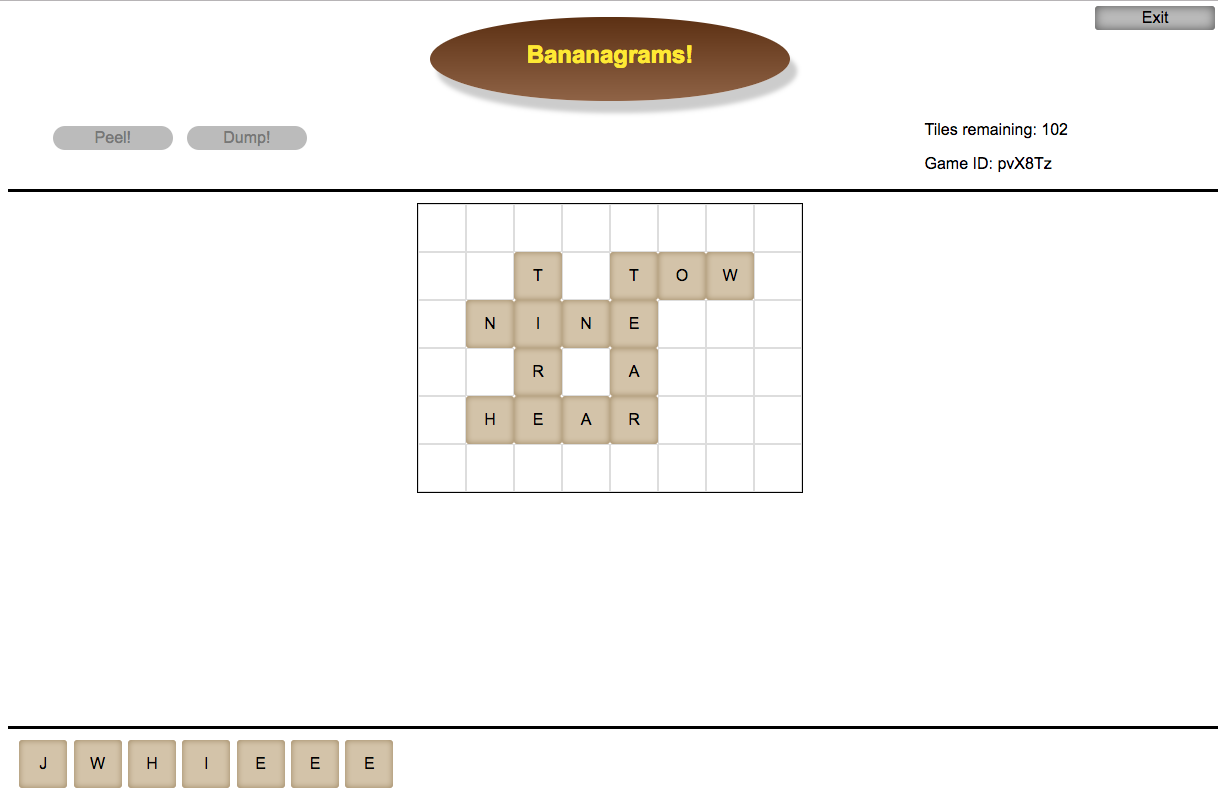 Exit
Bananagrams!
Peel! Dump!
Tiles remaining: 102
Game ID: pvX8Tz
T T O W
N I N E
R A
H E A R
J W H I E E E